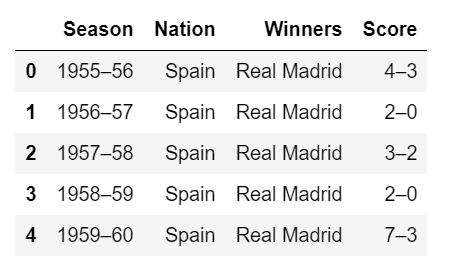 Season Nation Winners Score
0 1955–56 Spain Real Madrid 4–3
1 1956–57 Spain Real Madrid 2–0
2 1957–58 Spain Real Madrid 3–2
3 1958–59 Spain Real Madrid 2–0
4 1959–60 Spain Real Madrid 7–3